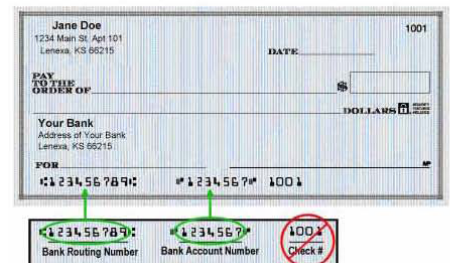 Jane Doe 1001
1234 Main St. Apt 101
Lenexa, KS 66215
DATE
PAY
TO THE
ORDER OF $
DOLLARS
Your Bank
Address of Your Bank
Lenexa, KS 66215
FOR
⑆123456789⑆ ⑈1234567⑈ 1001
⑆123456789⑆ ⑈1234567⑈ 1001
Bank Routing Number Bank Account Number Check #